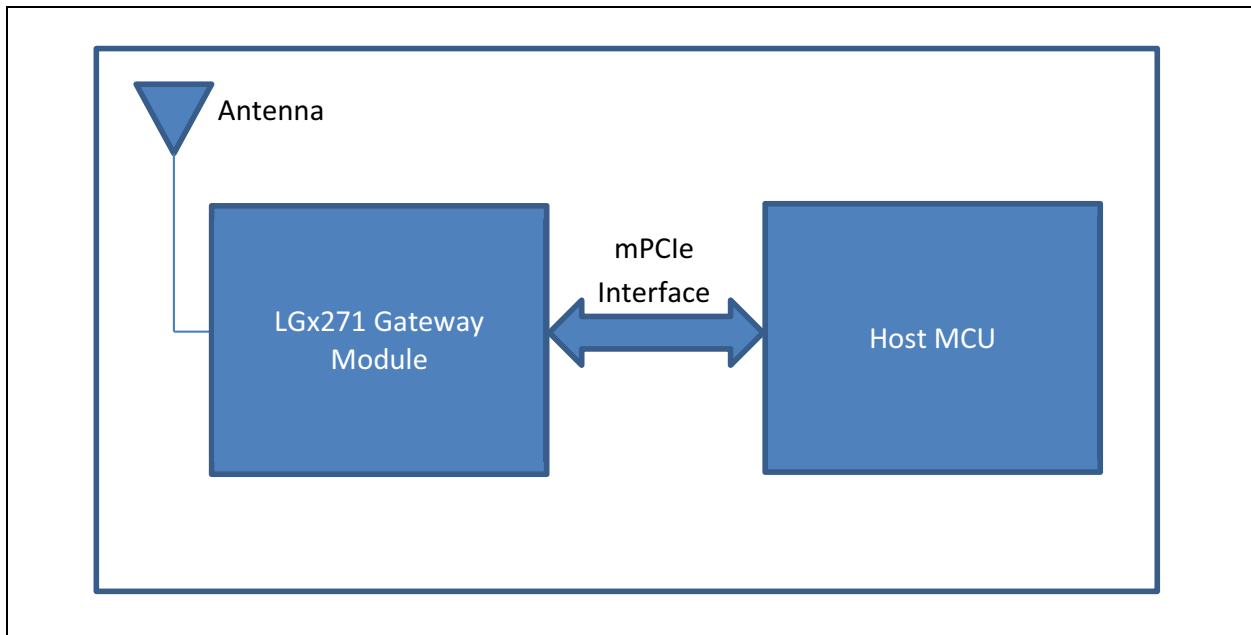 Antenna
mPCIe
Interface
LGx271 Gateway
Module
Host MCU